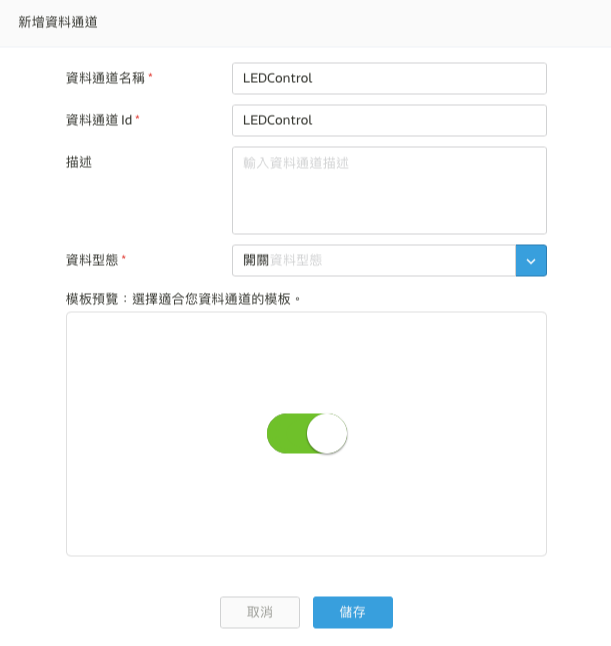 新增資料通道
資料通道名稱 *
LEDControl
資料通道 Id *
LEDControl
描述
輸入資料通道描述
資料型態 *
開關資料型態
模板預覽：選擇適合您資料通道的模板。
取消
儲存